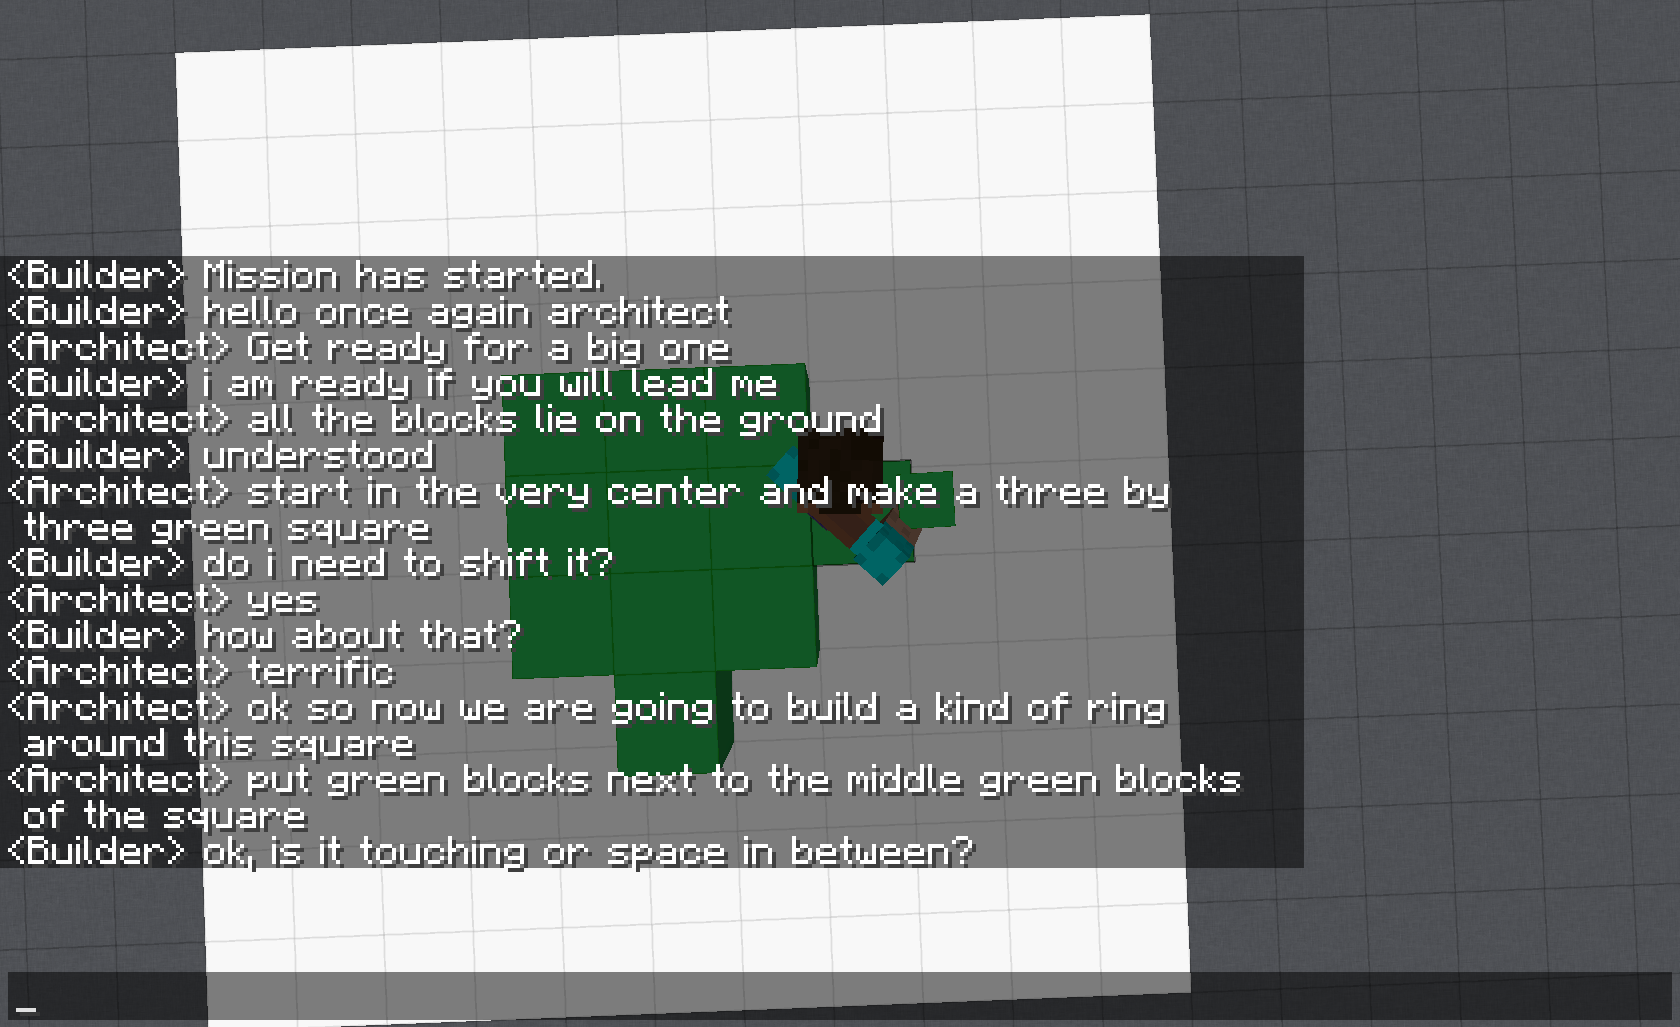 <Builder> Mission has started.
<Builder> hello once again architect
<Architect> Get ready for a big one
<Builder> i am ready if you will lead me
<Architect> all the blocks lie on the ground
<Builder> understood
<Architect> start in the very center and make a three by
three green square
<Builder> do i need to shift it?
<Architect> yes
<Builder> how about that?
<Architect> terrific
<Architect> ok so now we are going to build a kind of ring
around this square
<Architect> put green blocks next to the middle green blocks
of the square
<Builder> ok, is it touching or space in between?
_